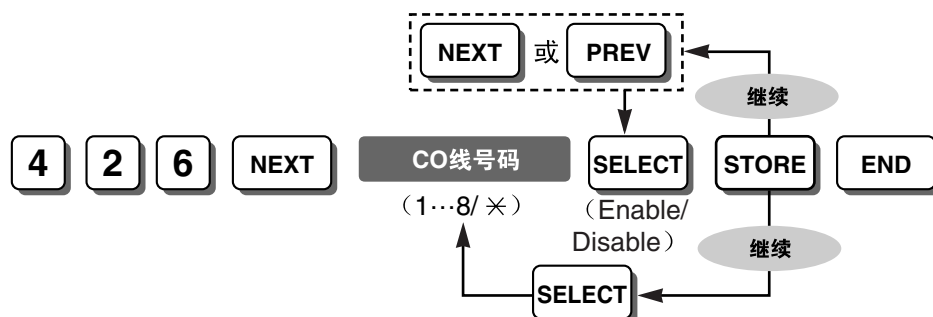 NEXT 或 PREV
继续
4 2 6 NEXT CO线号码 SELECT STORE END
(1…8/ ✳) (Enable/
Disable)
继续
SELECT